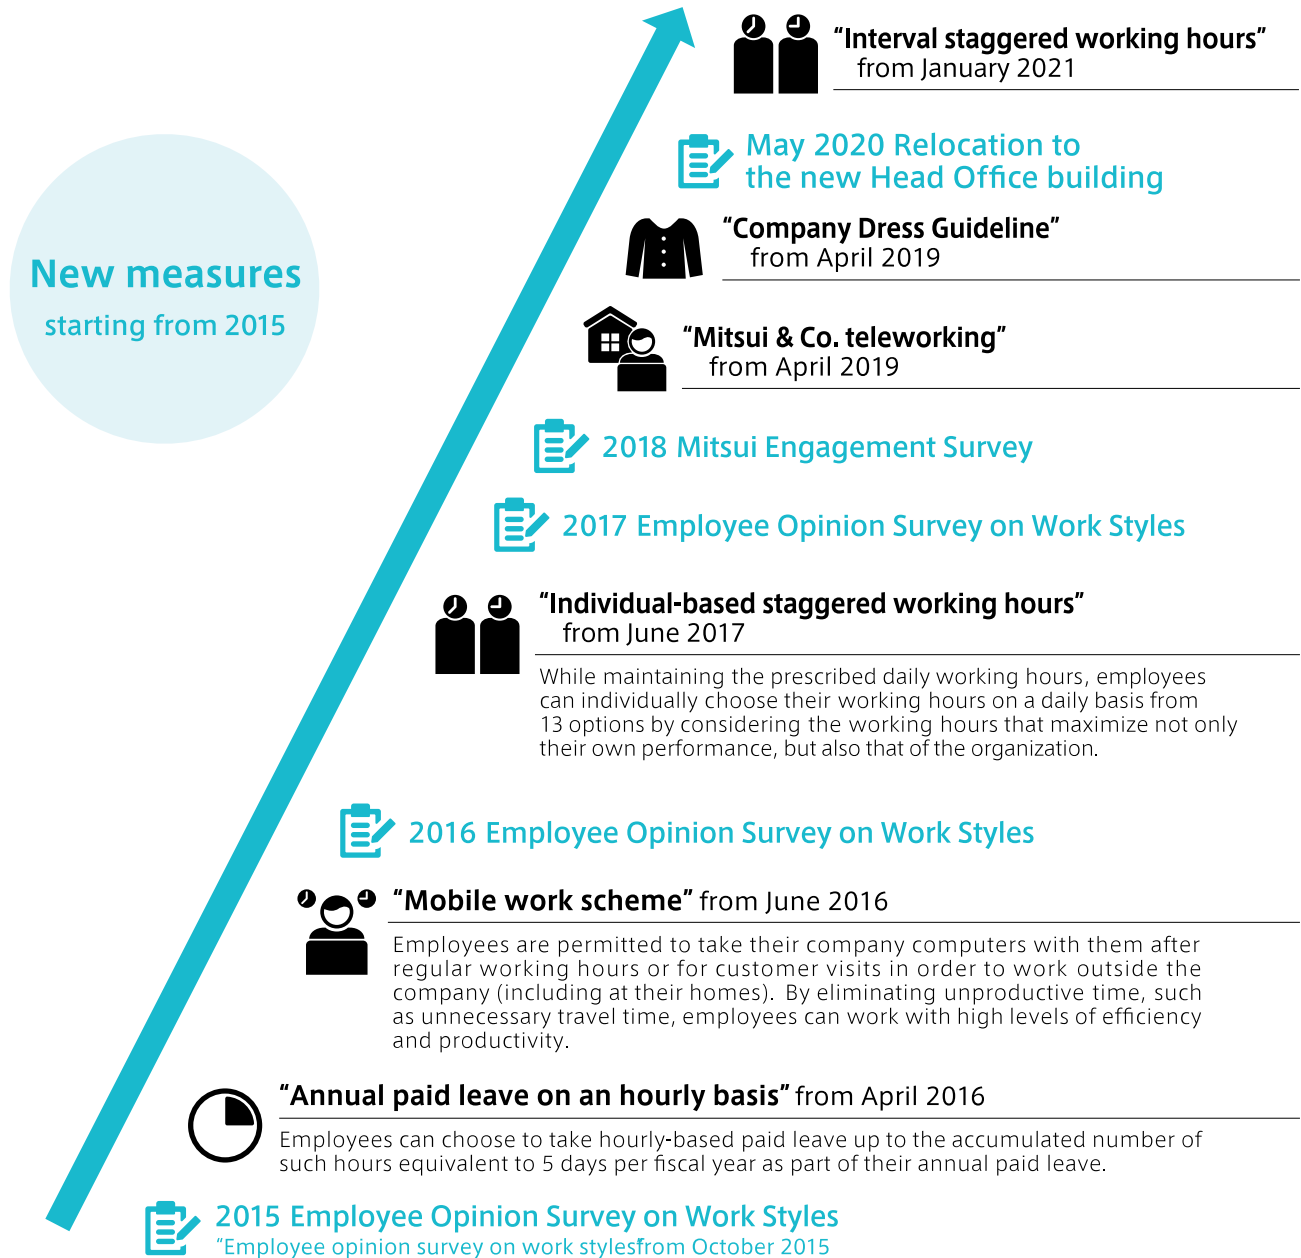 "Interval staggered working hours"
from January 2021
May 2020 Relocation to
the new Head Office building
"Company Dress Guideline"
from April 2019
New measures
starting from 2015
"Mitsui & Co. teleworking"
from April 2019
2018 Mitsui Engagement Survey
2017 Employee Opinion Survey on Work Styles
"Individual-based staggered working hours"
from June 2017
While maintaining the prescribed daily working hours, employees
can individually choose their working hours on a daily basis from
13 options by considering the working hours that maximize not only
their own performance, but also that of the organization.
2016 Employee Opinion Survey on Work Styles
"Mobile work scheme" from June 2016
Employees are permitted to take their company computers with them after
regular working hours or for customer visits in order to work outside the
company (including at their homes). By eliminating unproductive time, such
as unnecessary travel time, employees can work with high levels of efficiency
and productivity.
"Annual paid leave on an hourly basis" from April 2016
Employees can choose to take hourly-based paid leave up to the accumulated number of
such hours equivalent to 5 days per fiscal year as part of their annual paid leave.
2015 Employee Opinion Survey on Work Styles
"Employee opinion survey on work styles"from October 2015